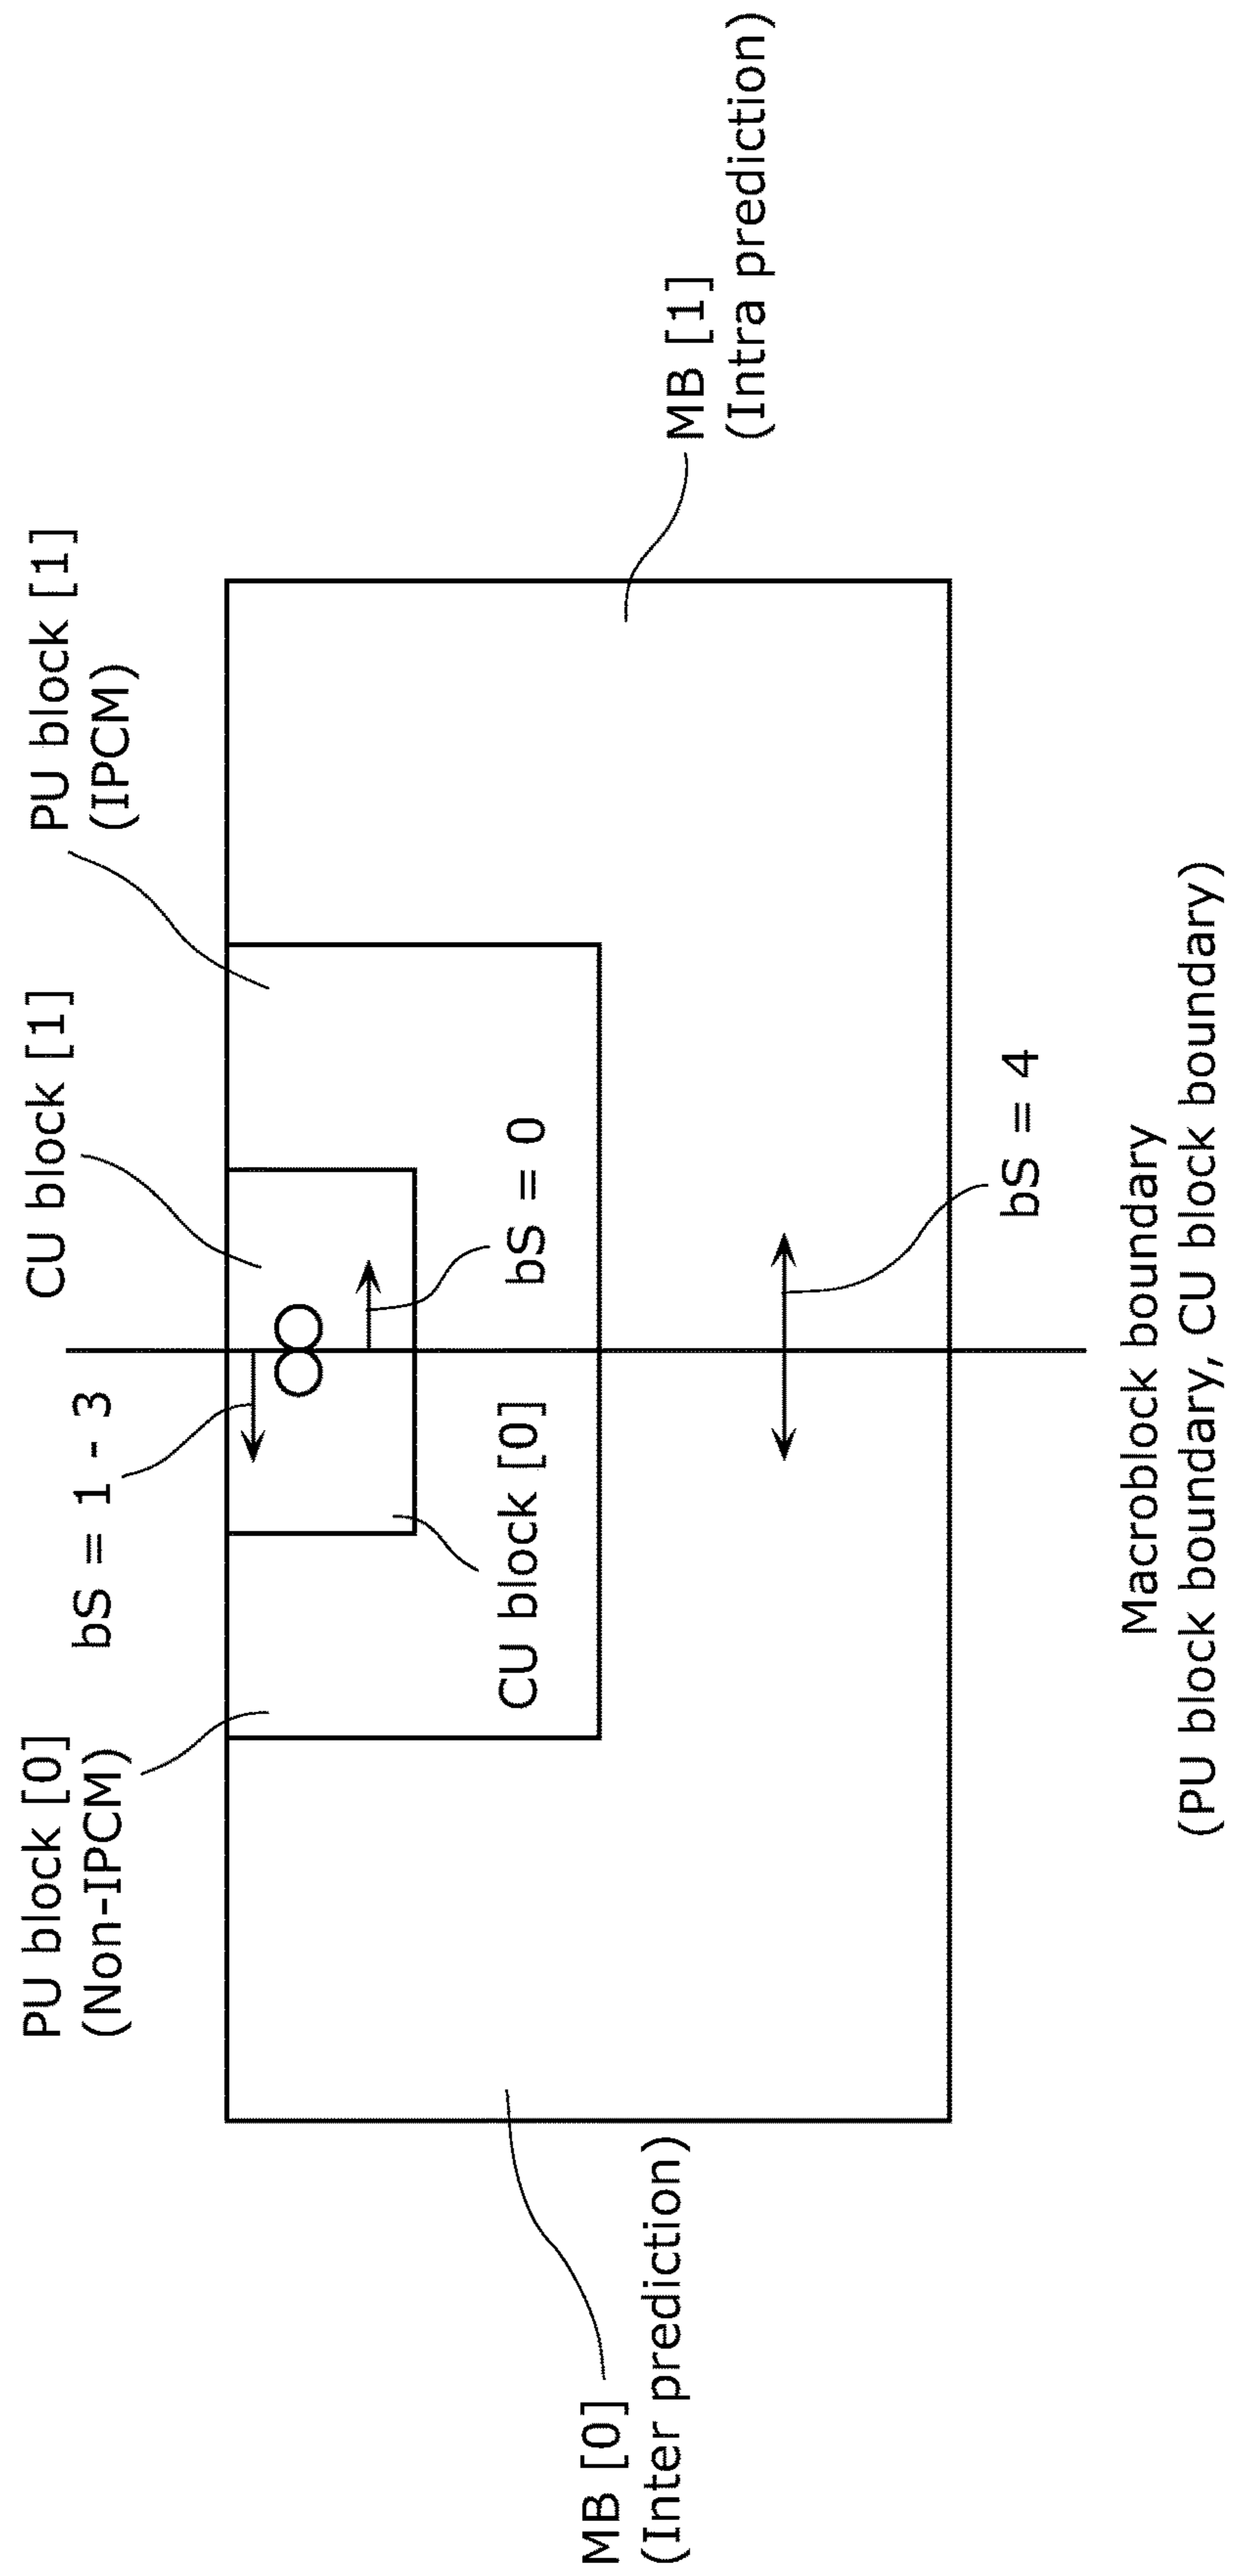 PU block [0]
(Non-IPCM)
bS = 1 - 3
CU block [1]
PU block [1]
(IPCM)
CU block [0]
bS = 0
MB [0]
(Inter prediction)
MB [1]
(Intra prediction)
bS = 4
Macroblock boundary
(PU block boundary, CU block boundary)